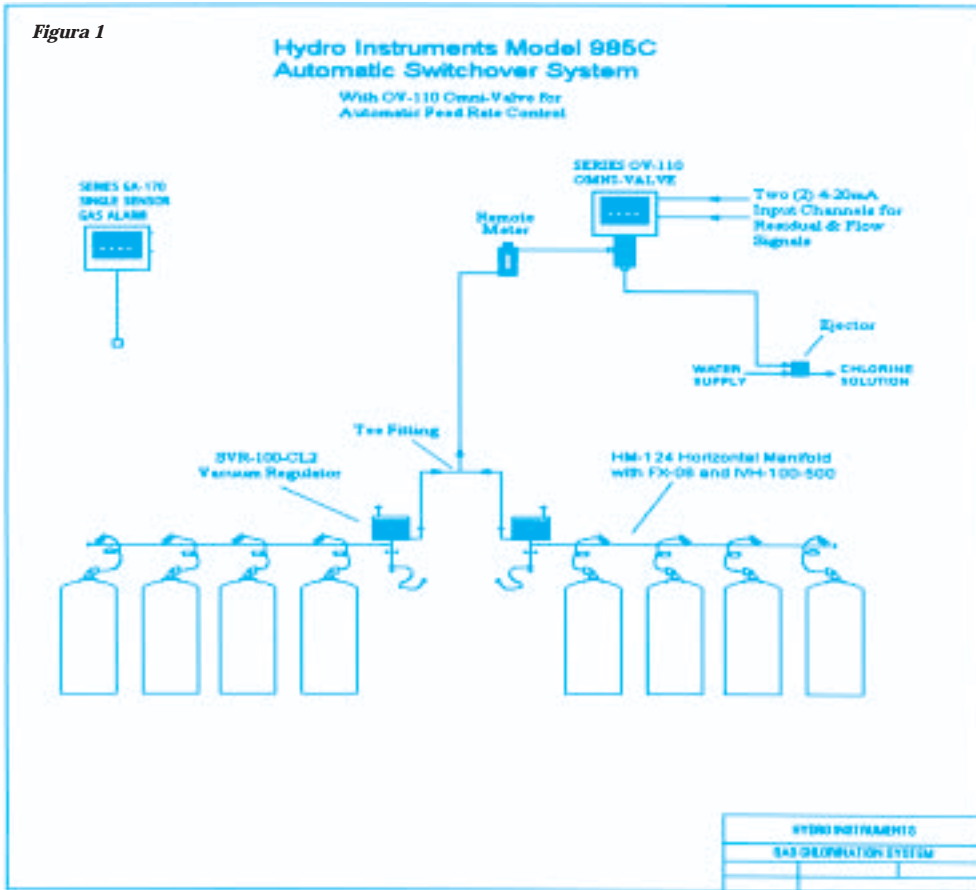 Figura 1
Hydro Instruments Model 985C
Automatic Switchover System
With OV-110 Omni-Valve for
Automatic Feed Rate Control
SERIES GA-170
SINGLE SENSOR
GAS ALARM
SERIES OV-110
OMNI-VALVE
Remote
Meter
Two (2) 4-20mA
Input Channels for
Residual & Flow
Signals
Ejector
WATER
SUPPLY
CHLORINE
SOLUTION
Tee Fitting
SVR-100-CL2
Vacuum Regulator
HM-124 Horizontal Manifold
with FX-08 and IVH-100-500
HYDRO INSTRUMENTS
GAS CHLORINATION SYSTEM